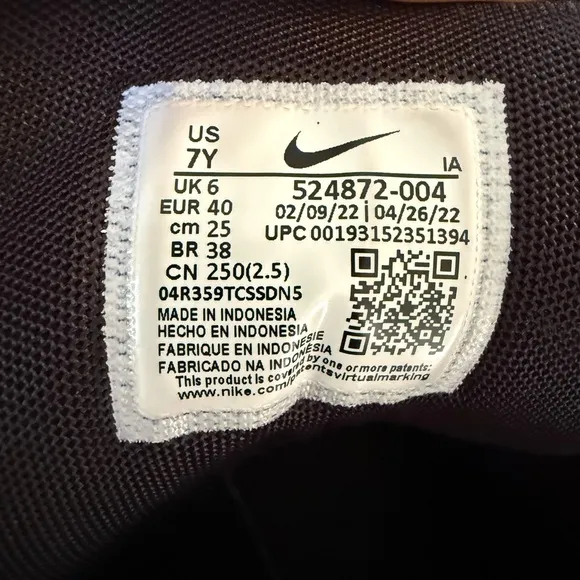 US
7Y
IA
UK 6
EUR 40
cm 25
BR 38
CN 250(2.5)
524872-004
02/09/22 | 04/26/22
UPC 00193152351394
04R359TCSSDN5
MADE IN INDONESIA
HECHO EN INDONESIA
FABRIQUE EN INDONESIE
FABRICADO NA INDONÉSIA
This product is covered by one or more patents:
www.nike.com/patentsvirtualmarking